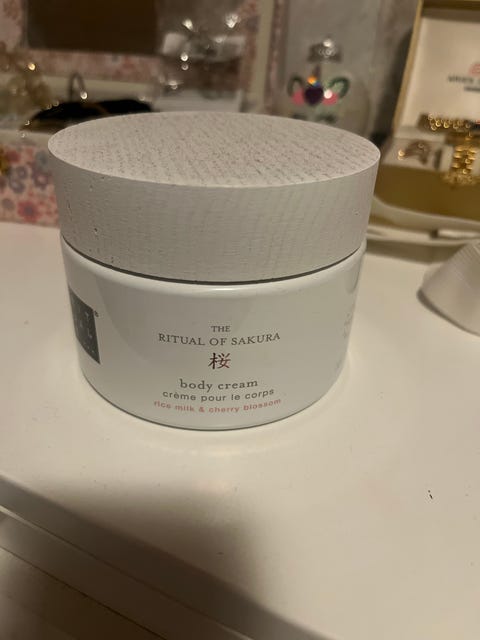 THE
RITUAL OF SAKURA
桜
body cream
crème pour le corps
rice milk & cherry blossom